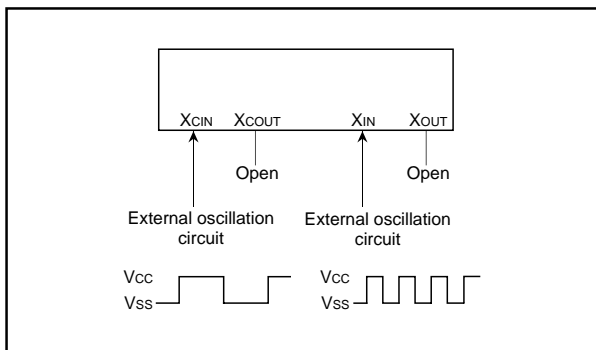 XCIN XCOUT XIN XOUT
Open Open
External oscillation External oscillation
circuit circuit
VCC VCC
VSS VSS